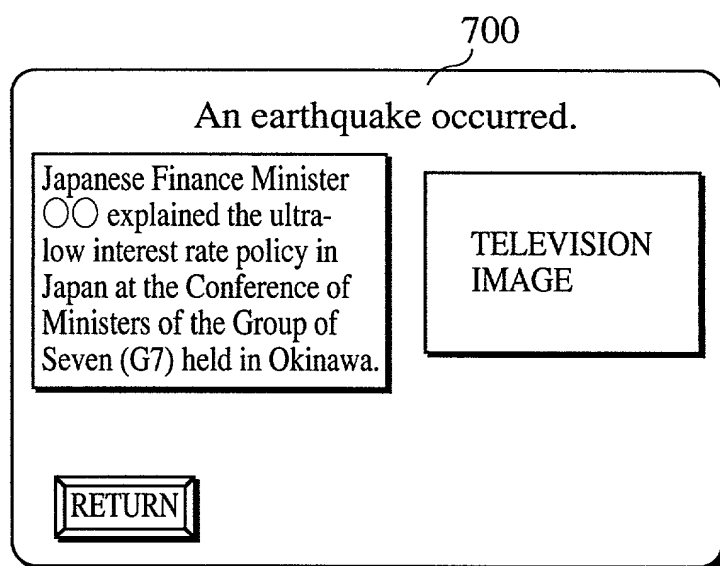 700
An earthquake occurred.
Japanese Finance Minister
○○ explained the ultra-
low interest rate policy in
Japan at the Conference of
Ministers of the Group of
Seven (G7) held in Okinawa.
TELEVISION
IMAGE
RETURN